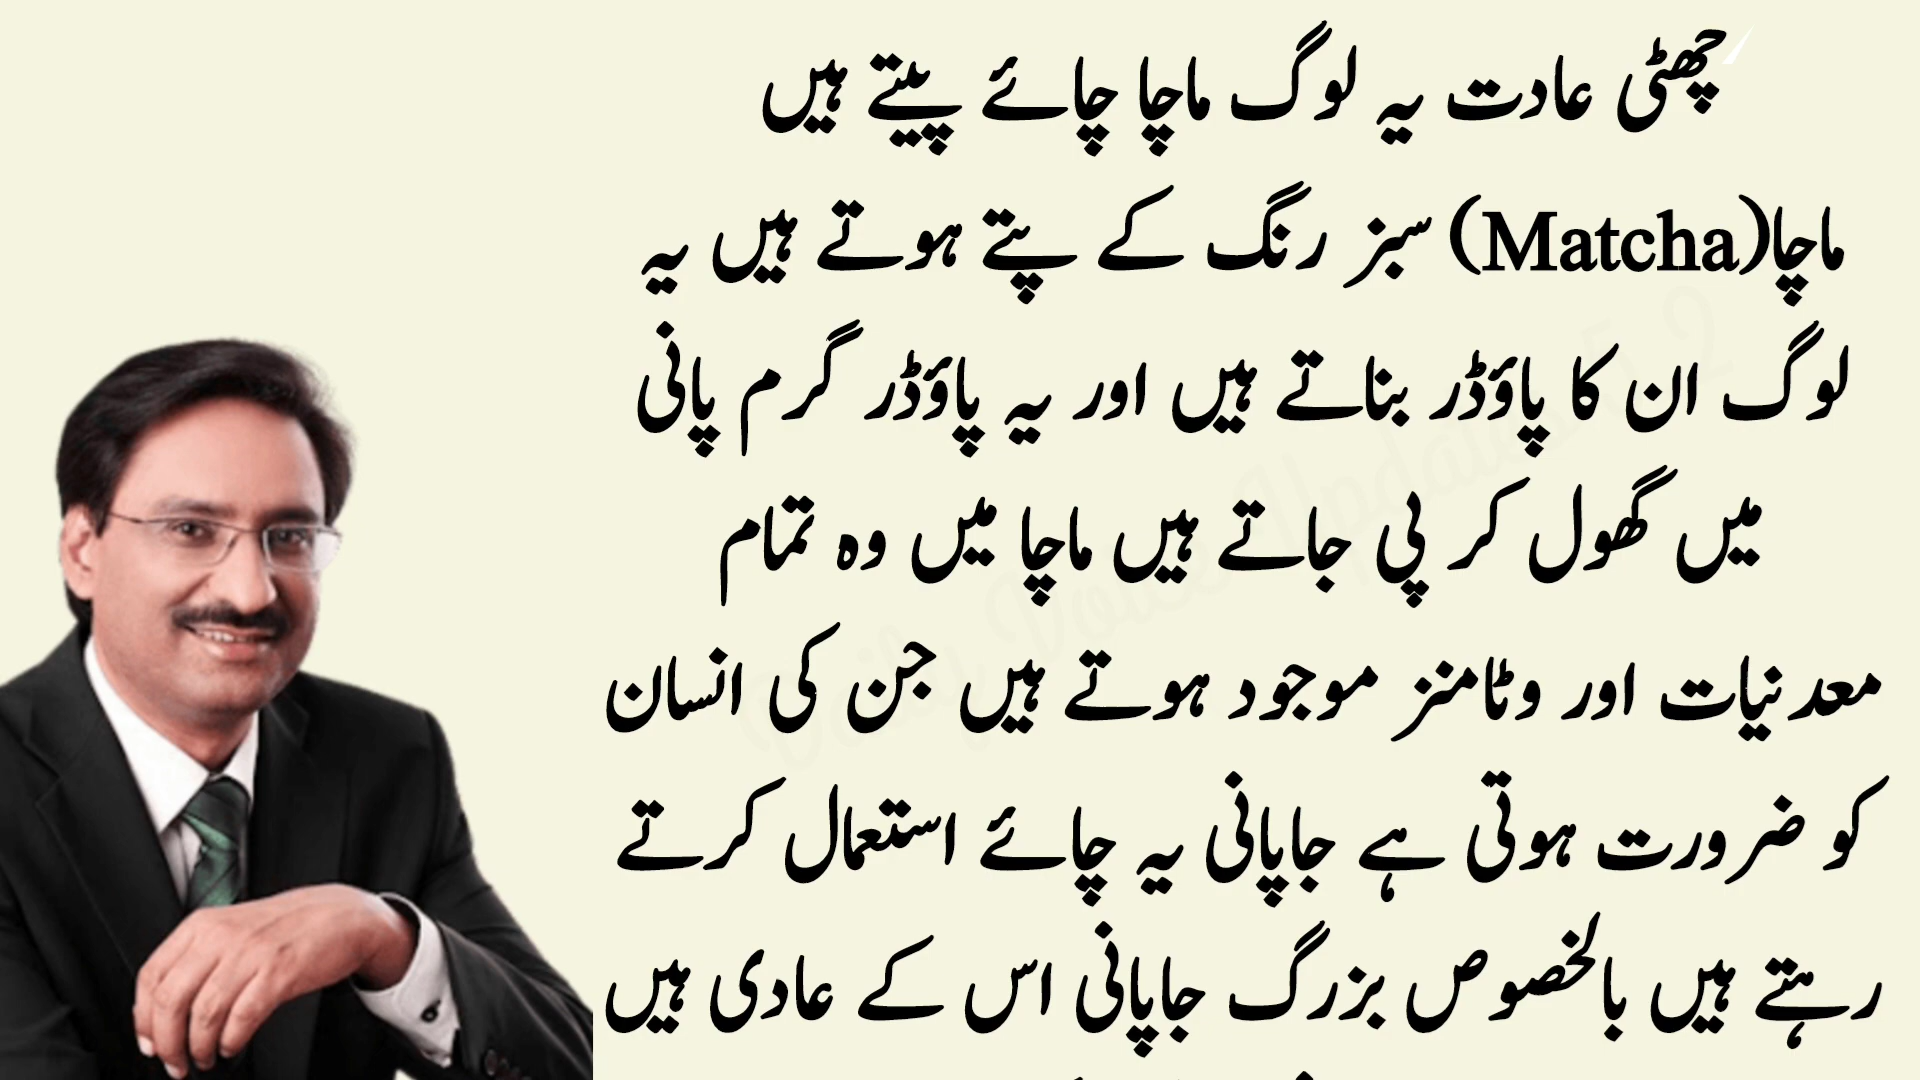 چھٹی عادت یہ لوگ ماچا چائے پیتے ہیں
ماچا(Matcha) سبز رنگ کے پتے ہوتے ہیں یہ
لوگ ان کا پاؤڈر بناتے ہیں اور یہ پاؤڈر گرم پانی
میں گھول کر پی جاتے ہیں ماچا میں وہ تمام
معدنیات اور وٹامنز موجود ہوتے ہیں جن کی انسان
کو ضرورت ہوتی ہے جاپانی یہ چائے استعمال کرتے
رہتے ہیں بالخصوص بزرگ جاپانی اس کے عادی ہیں
Daily Voice Updates